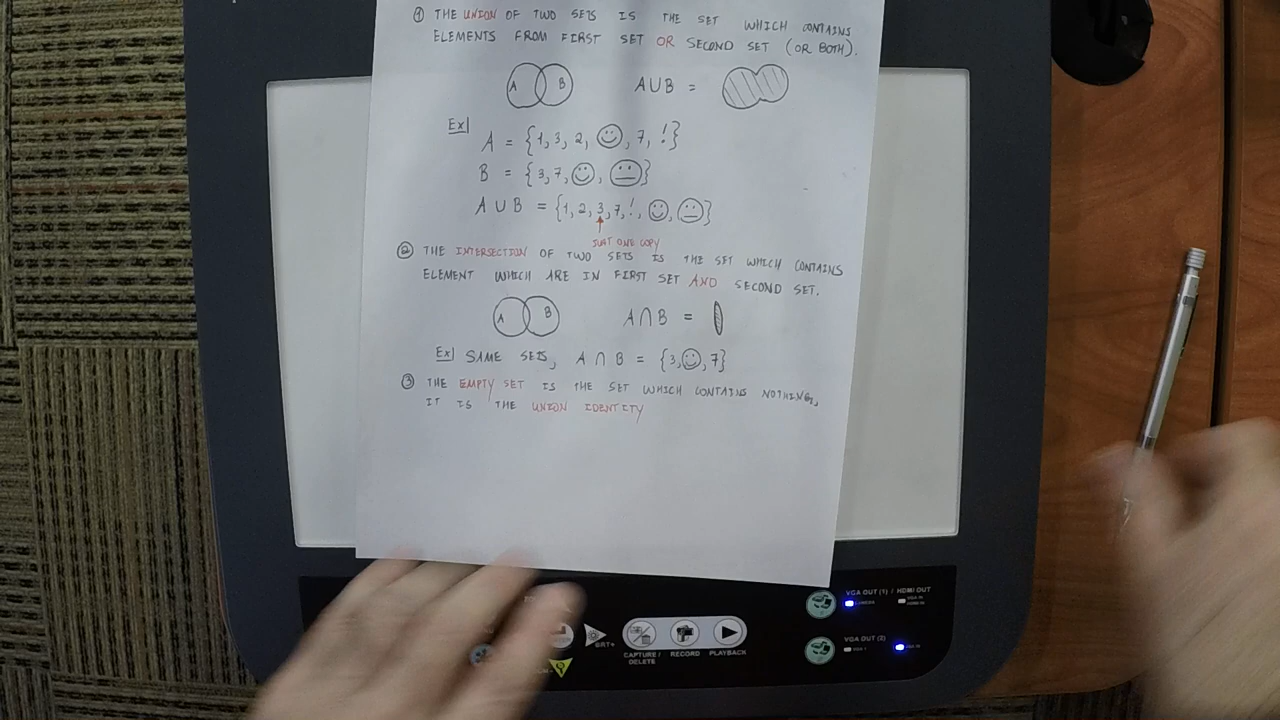 ① THE UNION OF TWO SETS IS THE SET WHICH CONTAINS
ELEMENTS FROM FIRST SET OR SECOND SET (OR BOTH).
A B A∪B =
Ex
A = {1, 3, 2, ☺, 7, !}
B = {3, 7, ☺, 😐}
A ∪ B = {1, 2, 3, 7, !, ☺, 😐}
JUST ONE COPY
② THE INTERSECTION OF TWO SETS IS THE SET WHICH CONTAINS
ELEMENT WHICH ARE IN FIRST SET AND SECOND SET.
A B A∩B =
Ex SAME SETS, A ∩ B = {3, ☺, 7}
③ THE EMPTY SET IS THE SET WHICH CONTAINS NOTHING,
IT IS THE UNION IDENTITY
VGA OUT (1) / HDMI OUT
BRT+
CAPTURE / DELETE
RECORD
PLAYBACK
VGA OUT (2)